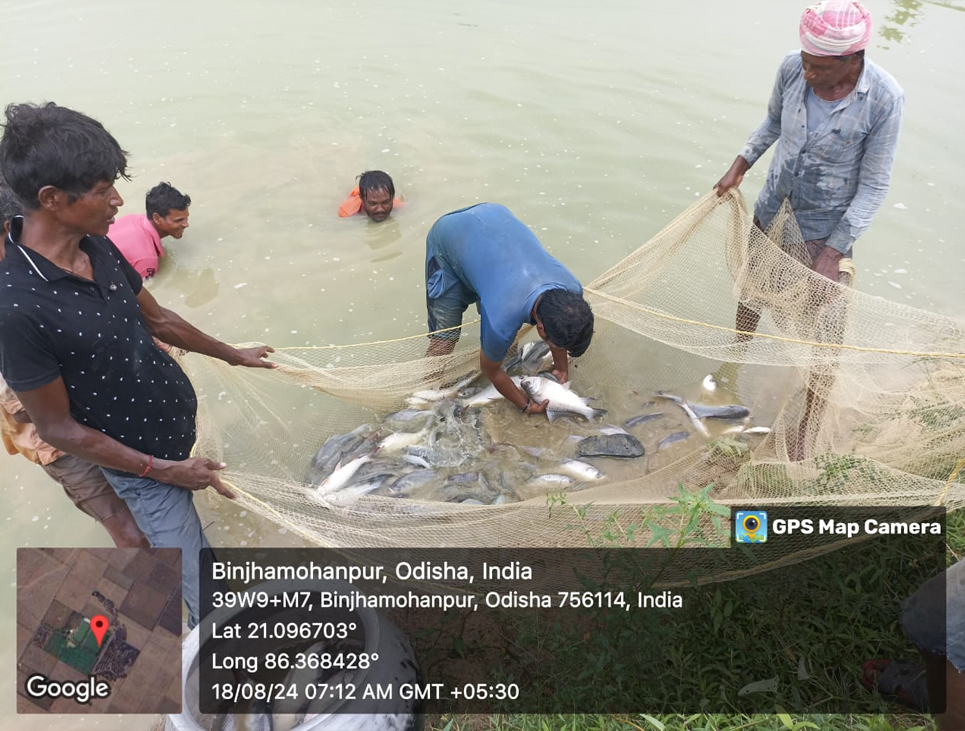 GPS Map Camera
Binjhamohanpur, Odisha, India
39W9+M7, Binjhamohanpur, Odisha 756114, India
Lat 21.096703°
Long 86.368428°
18/08/24 07:12 AM GMT +05:30
Google